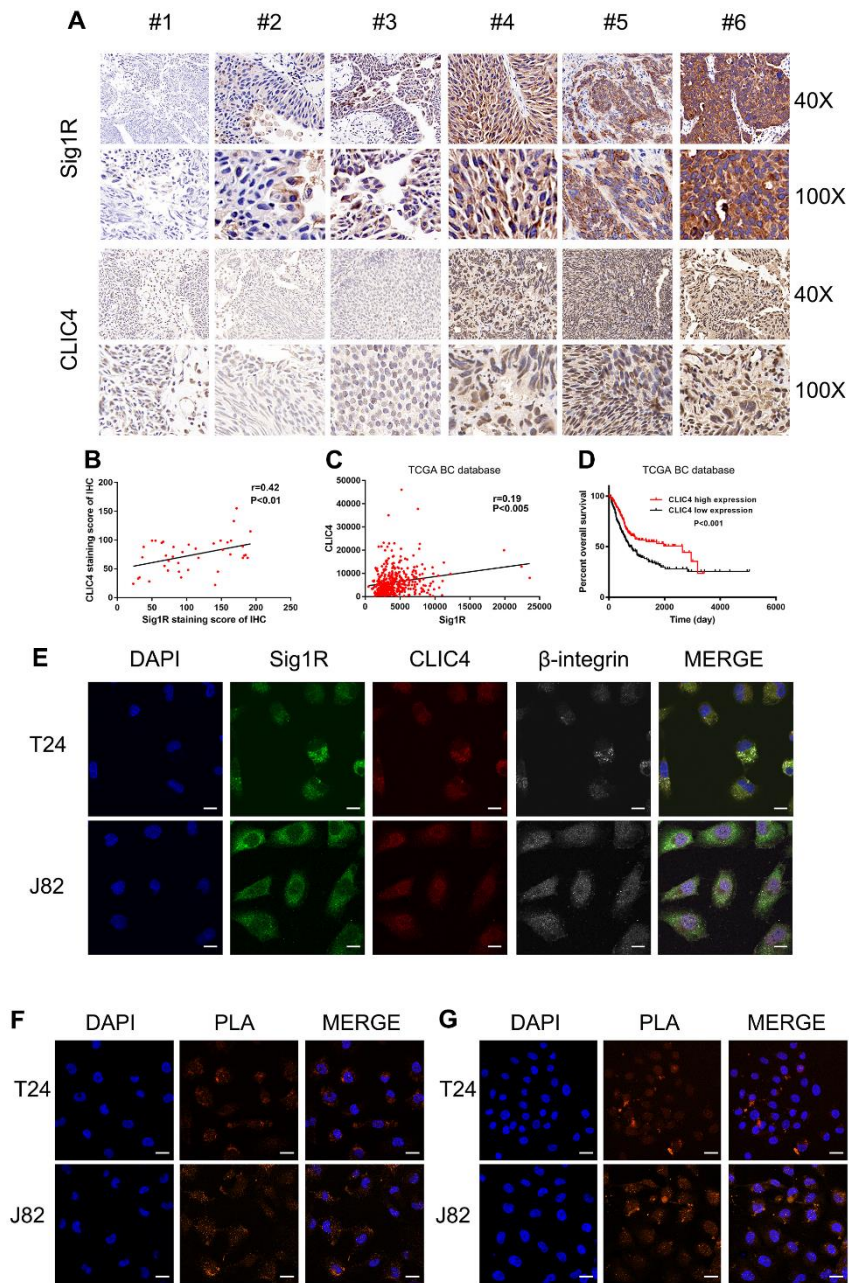 A
#1 #2 #3 #4 #5 #6
Sig1R
40X
100X
CLIC4
40X
100X
B
r=0.42
P<0.01
CLIC4 staining score of IHC
200
150
100
50
0
0 50 100 150 200 250
Sig1R staining score of IHC
C
TCGA BC database
r=0.19
P<0.005
CLIC4
50000
40000
30000
20000
10000
0
0 5000 10000 15000 20000 25000
Sig1R
D
TCGA BC database
CLIC4 high expression
CLIC4 low expression
P<0.001
Percent overall survival
100
50
0
0 2000 4000 6000
Time (day)
E
DAPI Sig1R CLIC4 β-integrin MERGE
T24
J82
F
DAPI PLA MERGE
T24
J82
G
DAPI PLA MERGE
T24
J82